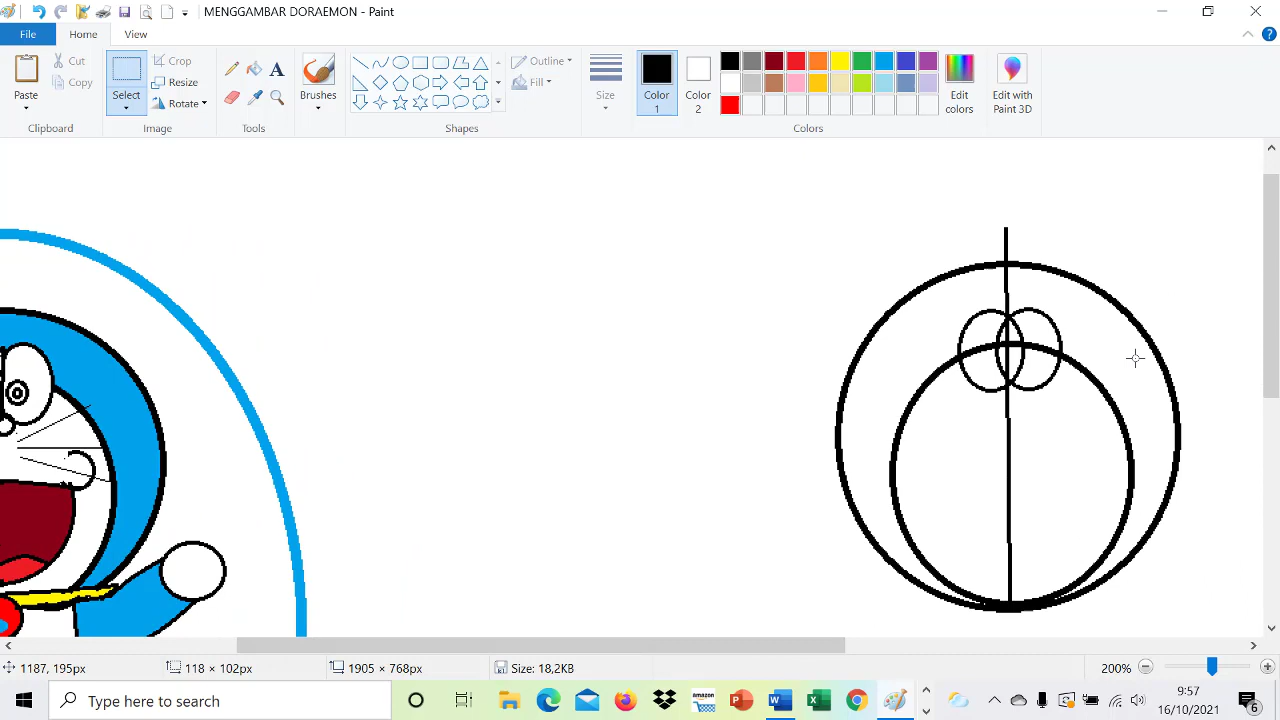 MENGGAMBAR DORAEMON - Paint
File Home View
Paste
Cut
Copy
Clipboard
Select
Crop
Resize
Rotate
Image
A
Tools
Brushes
Outline
Fill
Shapes
Size
Color 1
Color 2
Edit colors
Colors
Edit with Paint 3D
1187, 195px
118 × 102px
1905 × 768px
Size: 18.2KB
200%
Type here to search
amazon
9:57
16/10/2021
6